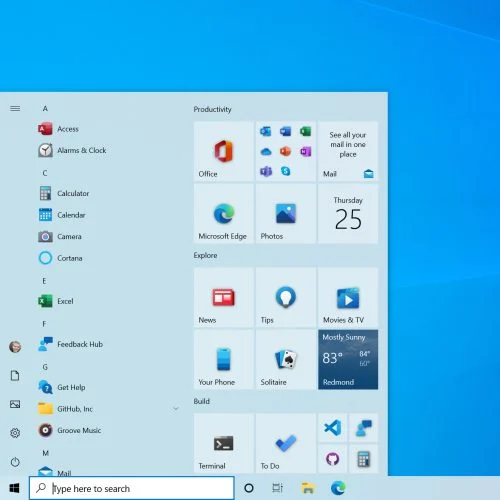 A
Access
Alarms & Clock
C
Calculator
Calendar
Camera
Cortana
E
Excel
F
Feedback Hub
G
Get Help
GitHub, Inc
Groove Music
M
Mail
Productivity
Office
See all your
mail in one
place
Mail
Microsoft Edge
Photos
Thursday
25
Explore
News
Tips
Movies & TV
Your Phone
Solitaire
Mostly Sunny
83°
84°
60°
Redmond
Build
Terminal
To Do
Type here to search